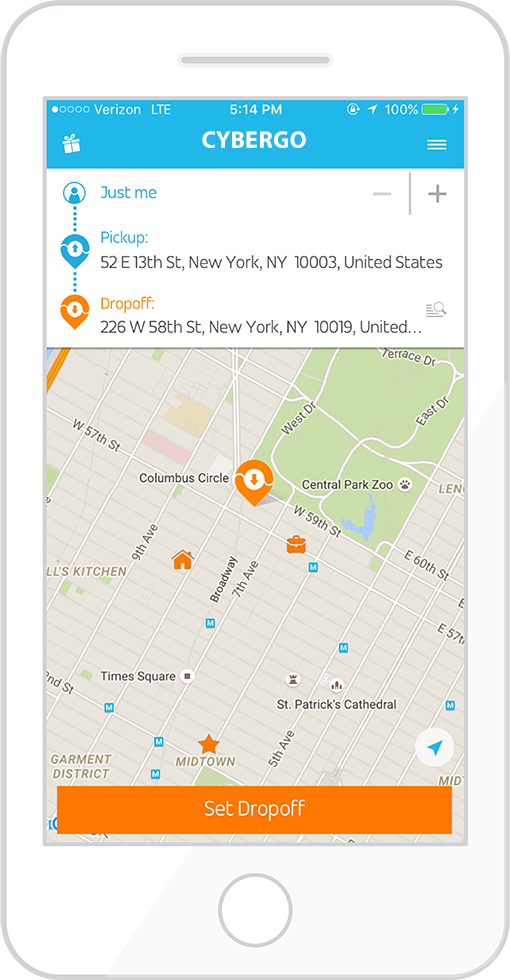 Verizon LTE 5:14 PM 100%
CYBERGO
Just me
Pickup:
52 E 13th St, New York, NY 10003, United States
Dropoff:
226 W 58th St, New York, NY 10019, United...
Terrace Dr
West Dr
East Dr
W 57th St
Columbus Circle
Central Park Zoo
LEN
W 59th St
9th Ave
E 60th St
LL'S KITCHEN
Broadway
7th Ave
M
M
E 57th
M
Times Square
2nd St
St. Patrick's Cathedral
M
M
M
5th Ave
GARMENT
DISTRICT
MIDTOWN
M
MIDT
Set Dropoff